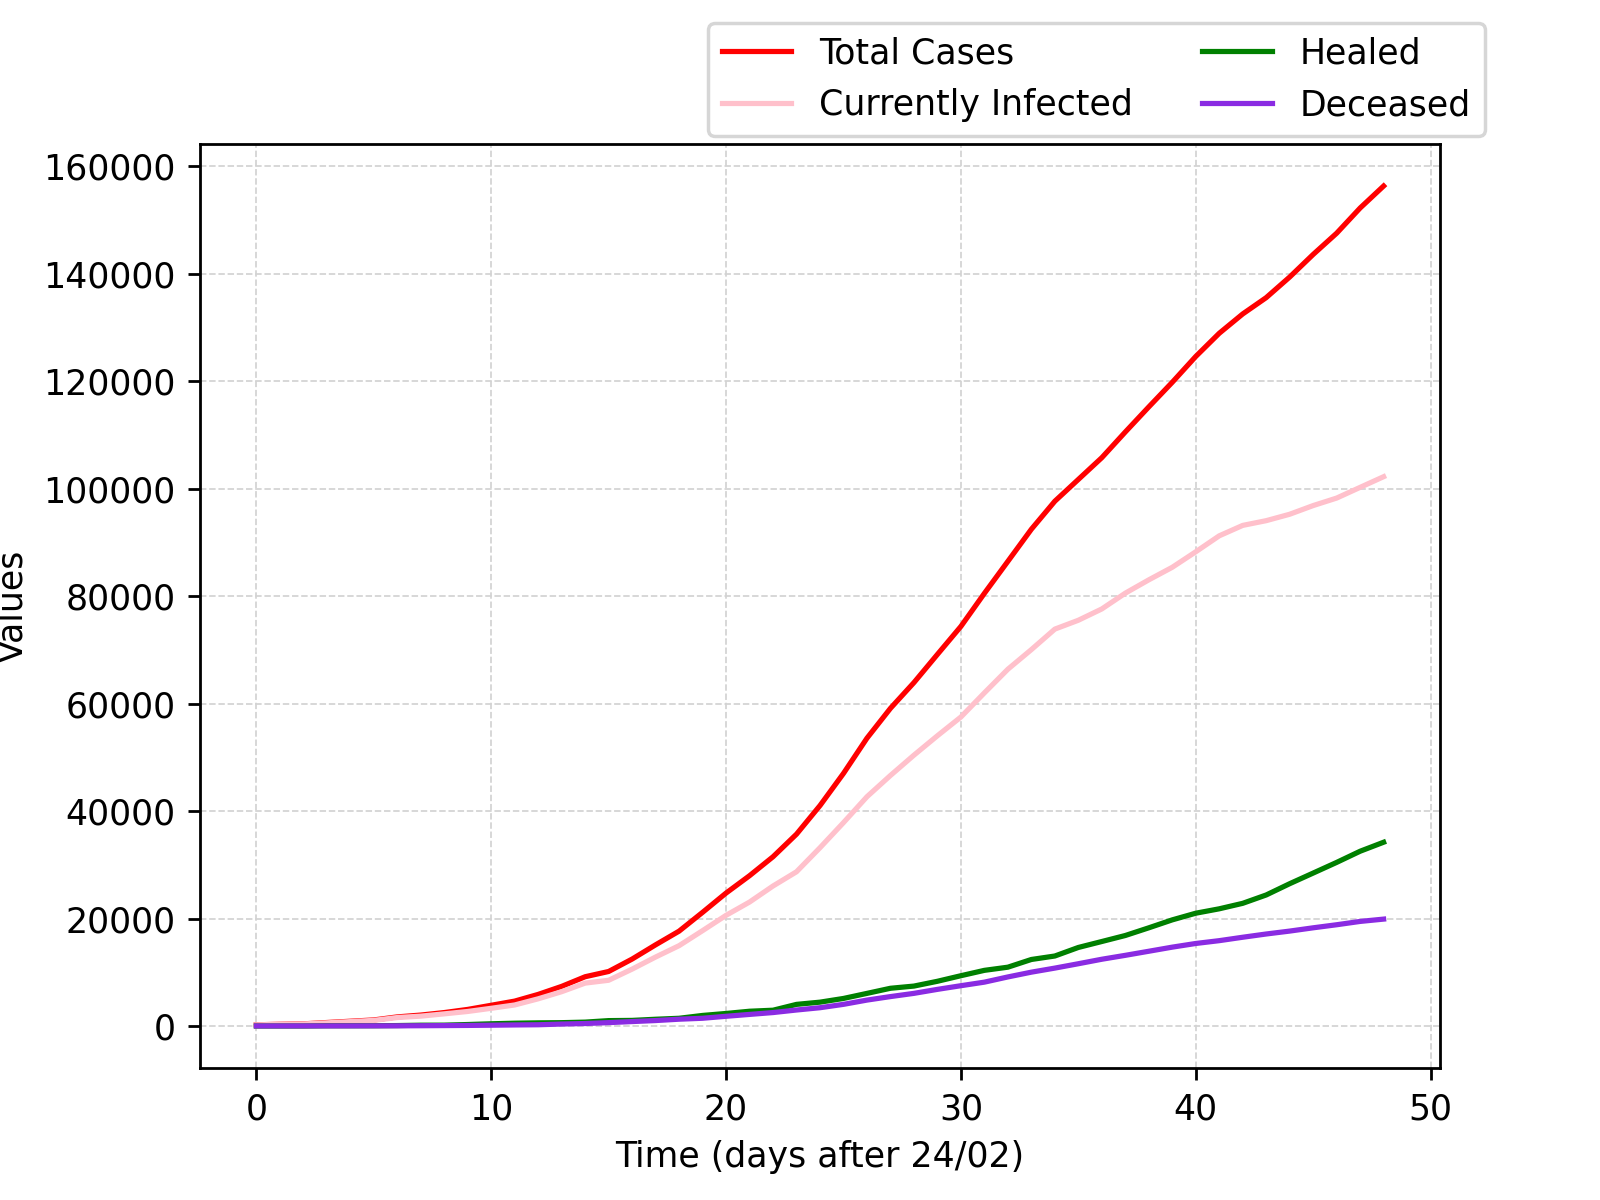 Total Cases
Currently Infected
Healed
Deceased
160000
140000
120000
100000
80000
60000
40000
20000
0
Values
0 10 20 30 40 50
Time (days after 24/02)